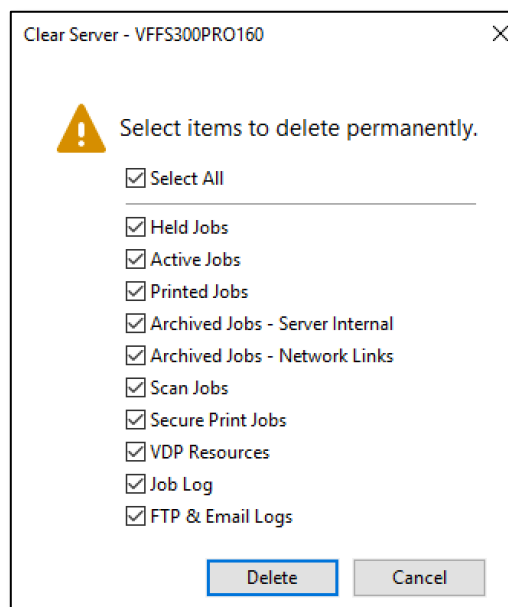 Clear Server - VFFS300PRO160
Select items to delete permanently.
Select All
Held Jobs
Active Jobs
Printed Jobs
Archived Jobs - Server Internal
Archived Jobs - Network Links
Scan Jobs
Secure Print Jobs
VDP Resources
Job Log
FTP & Email Logs
Delete
Cancel